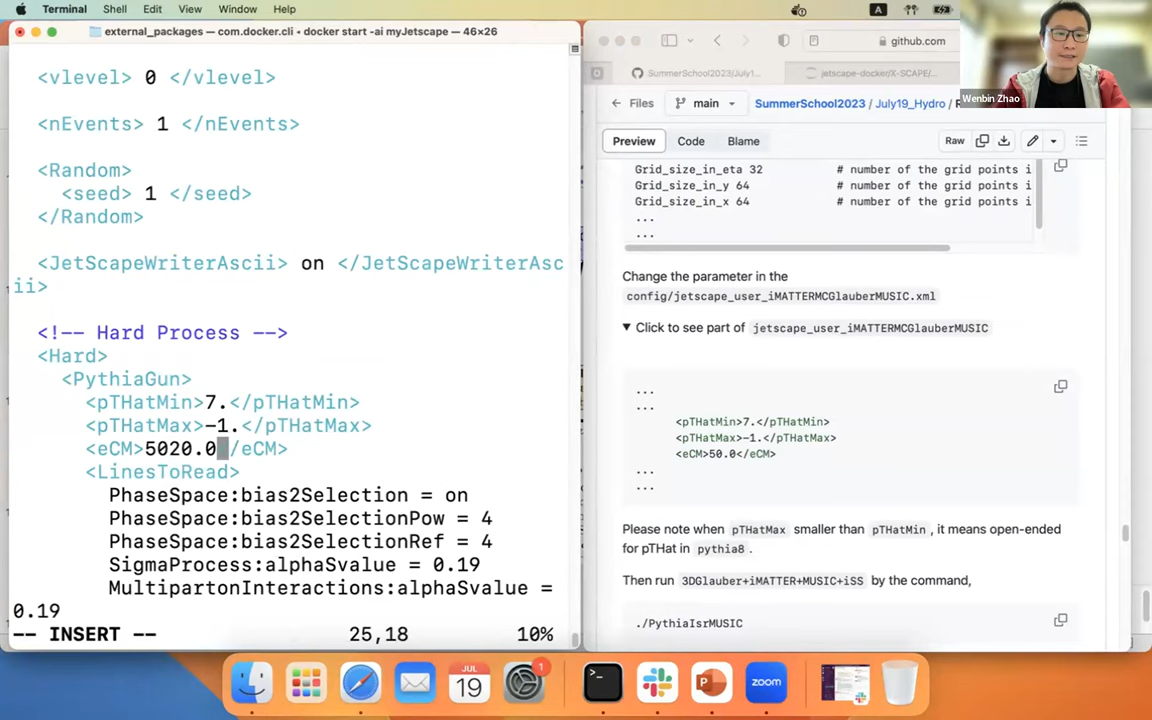 Terminal Shell Edit View Window Help
A
external_packages — com.docker.cli • docker start -ai myJetscape — 46×26
<vlevel> 0 </vlevel>
<nEvents> 1 </nEvents>
<Random>
<seed> 1 </seed>
</Random>
<JetScapeWriterAscii> on </JetScapeWriterAsc
ii>
<!-- Hard Process -->
<Hard>
<PythiaGun>
<pTHatMin>7.</pTHatMin>
<pTHatMax>-1.</pTHatMax>
<eCM>5020.0 /eCM>
<LinesToRead>
PhaseSpace:bias2Selection = on
PhaseSpace:bias2SelectionPow = 4
PhaseSpace:bias2SelectionRef = 4
SigmaProcess:alphaSvalue = 0.19
MultipartonInteractions:alphaSvalue =
0.19
-- INSERT -- 25,18 10%
github.com
SummerSchool2023/July1...
jetscape-docker/X-SCAPE/...
Wenbin Zhao
Files main SummerSchool2023 / July19_Hydro /
Preview Code Blame Raw
Grid_size_in_eta 32 # number of the grid points i
Grid_size_in_y 64 # number of the grid points i
Grid_size_in_x 64 # number of the grid points i
...
...
Change the parameter in the
config/jetscape_user_iMATTERMCGlauberMUSIC.xml
Click to see part of jetscape_user_iMATTERMCGlauberMUSIC
...
...
<pTHatMin>7.</pTHatMin>
<pTHatMax>-1.</pTHatMax>
<eCM>50.0</eCM>
...
...
Please note when pTHatMax smaller than pTHatMin, it means open-ended
for pTHat in pythia8.
Then run 3DGlauber+iMATTER+MUSIC+iSS by the command,
./PythiaIsrMUSIC
JUL
19
1
zoom